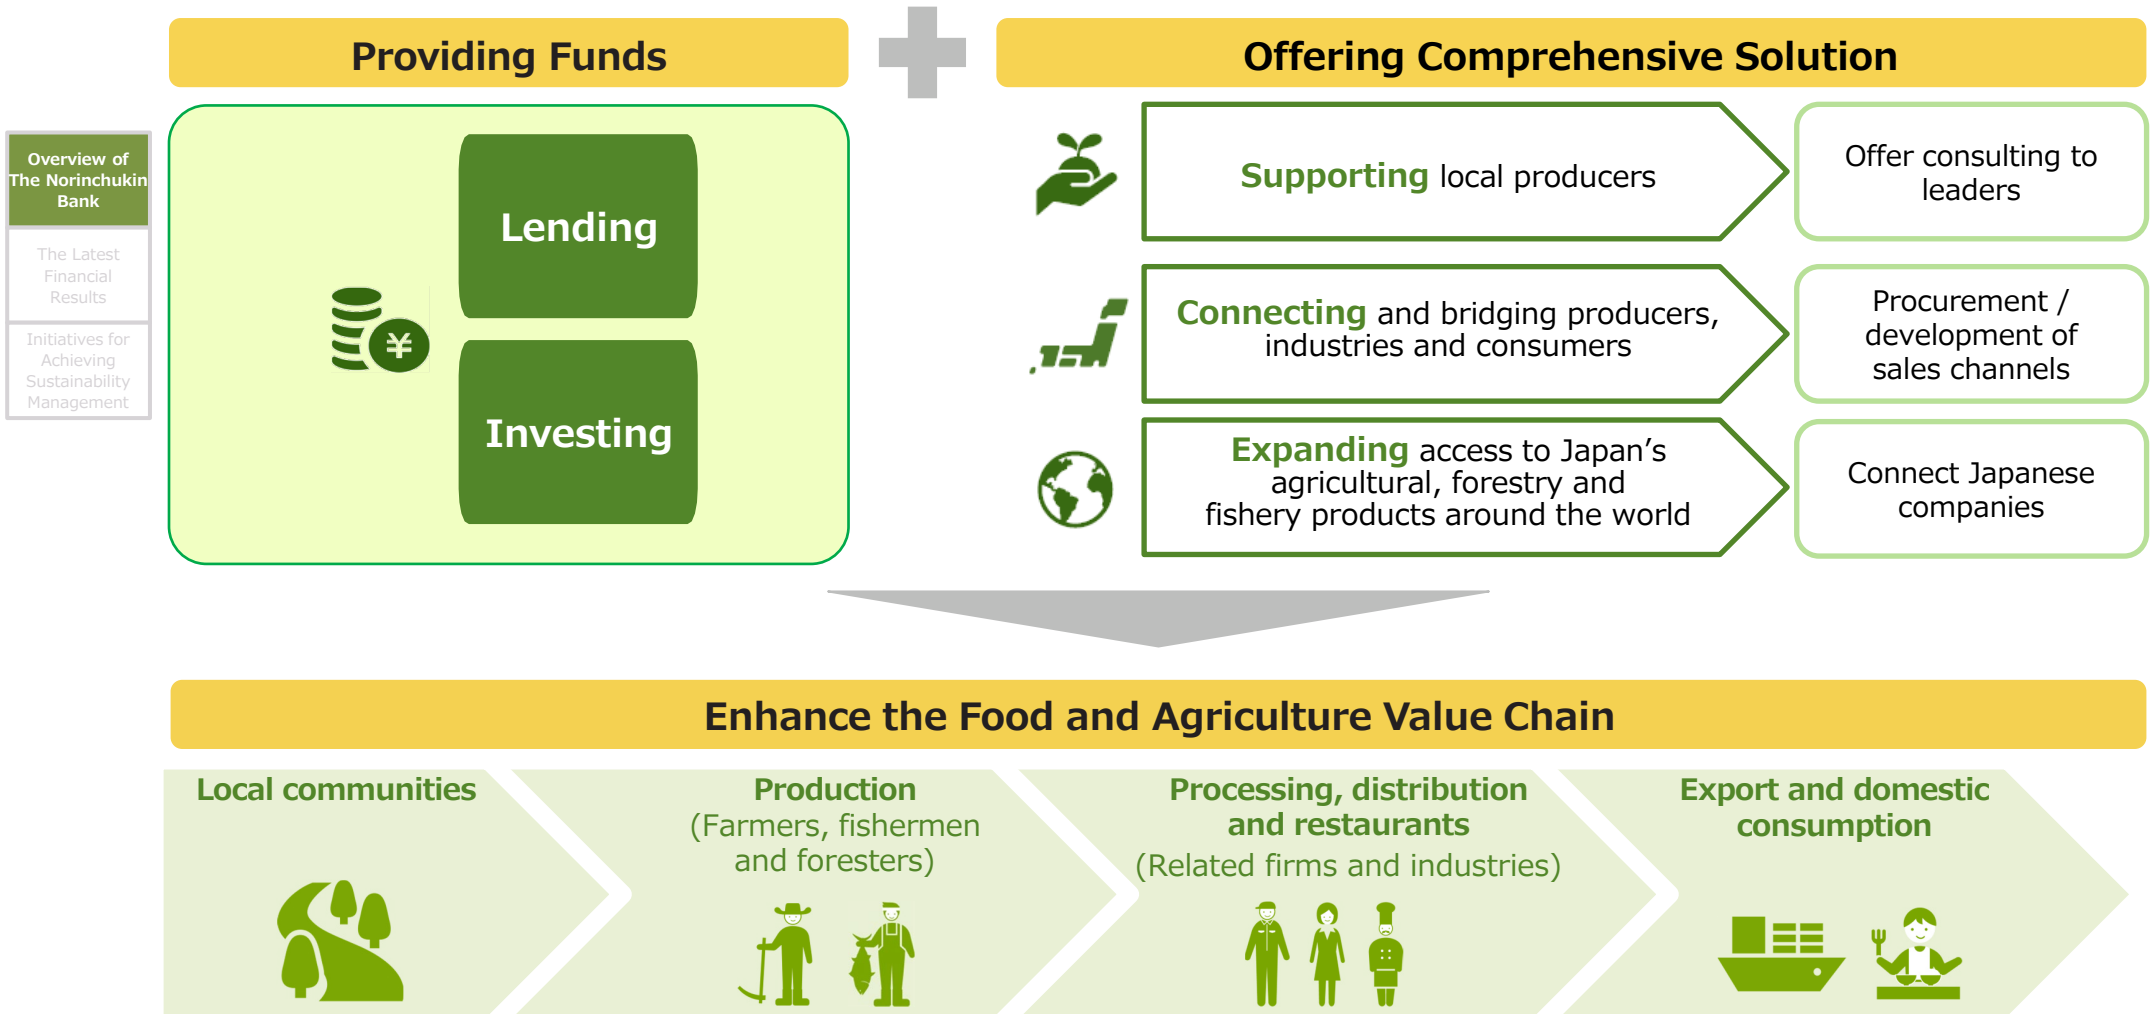 Providing Funds
Offering Comprehensive Solution
Overview of
The Norinchukin
Bank
The Latest
Financial
Results
Initiatives for
Achieving
Sustainability
Management
Lending
¥
Investing
Supporting local producers
Offer consulting to
leaders
Connecting and bridging producers,
industries and consumers
Procurement /
development of
sales channels
Expanding access to Japan’s
agricultural, forestry and
fishery products around the world
Connect Japanese
companies
Enhance the Food and Agriculture Value Chain
Local communities
Production
(Farmers, fishermen
and foresters)
Processing, distribution
and restaurants
(Related firms and industries)
Export and domestic
consumption